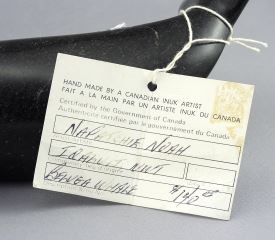 HAND MADE BY A CANADIAN INUK ARTIST
FAIT A LA MAIN PAR UN ARTISTE INUK DU CANADA
Certified by the Government of Canada
Authenticité certifiée par le gouvernement du Canada
NOAH
NWT
BELUGA WHALE